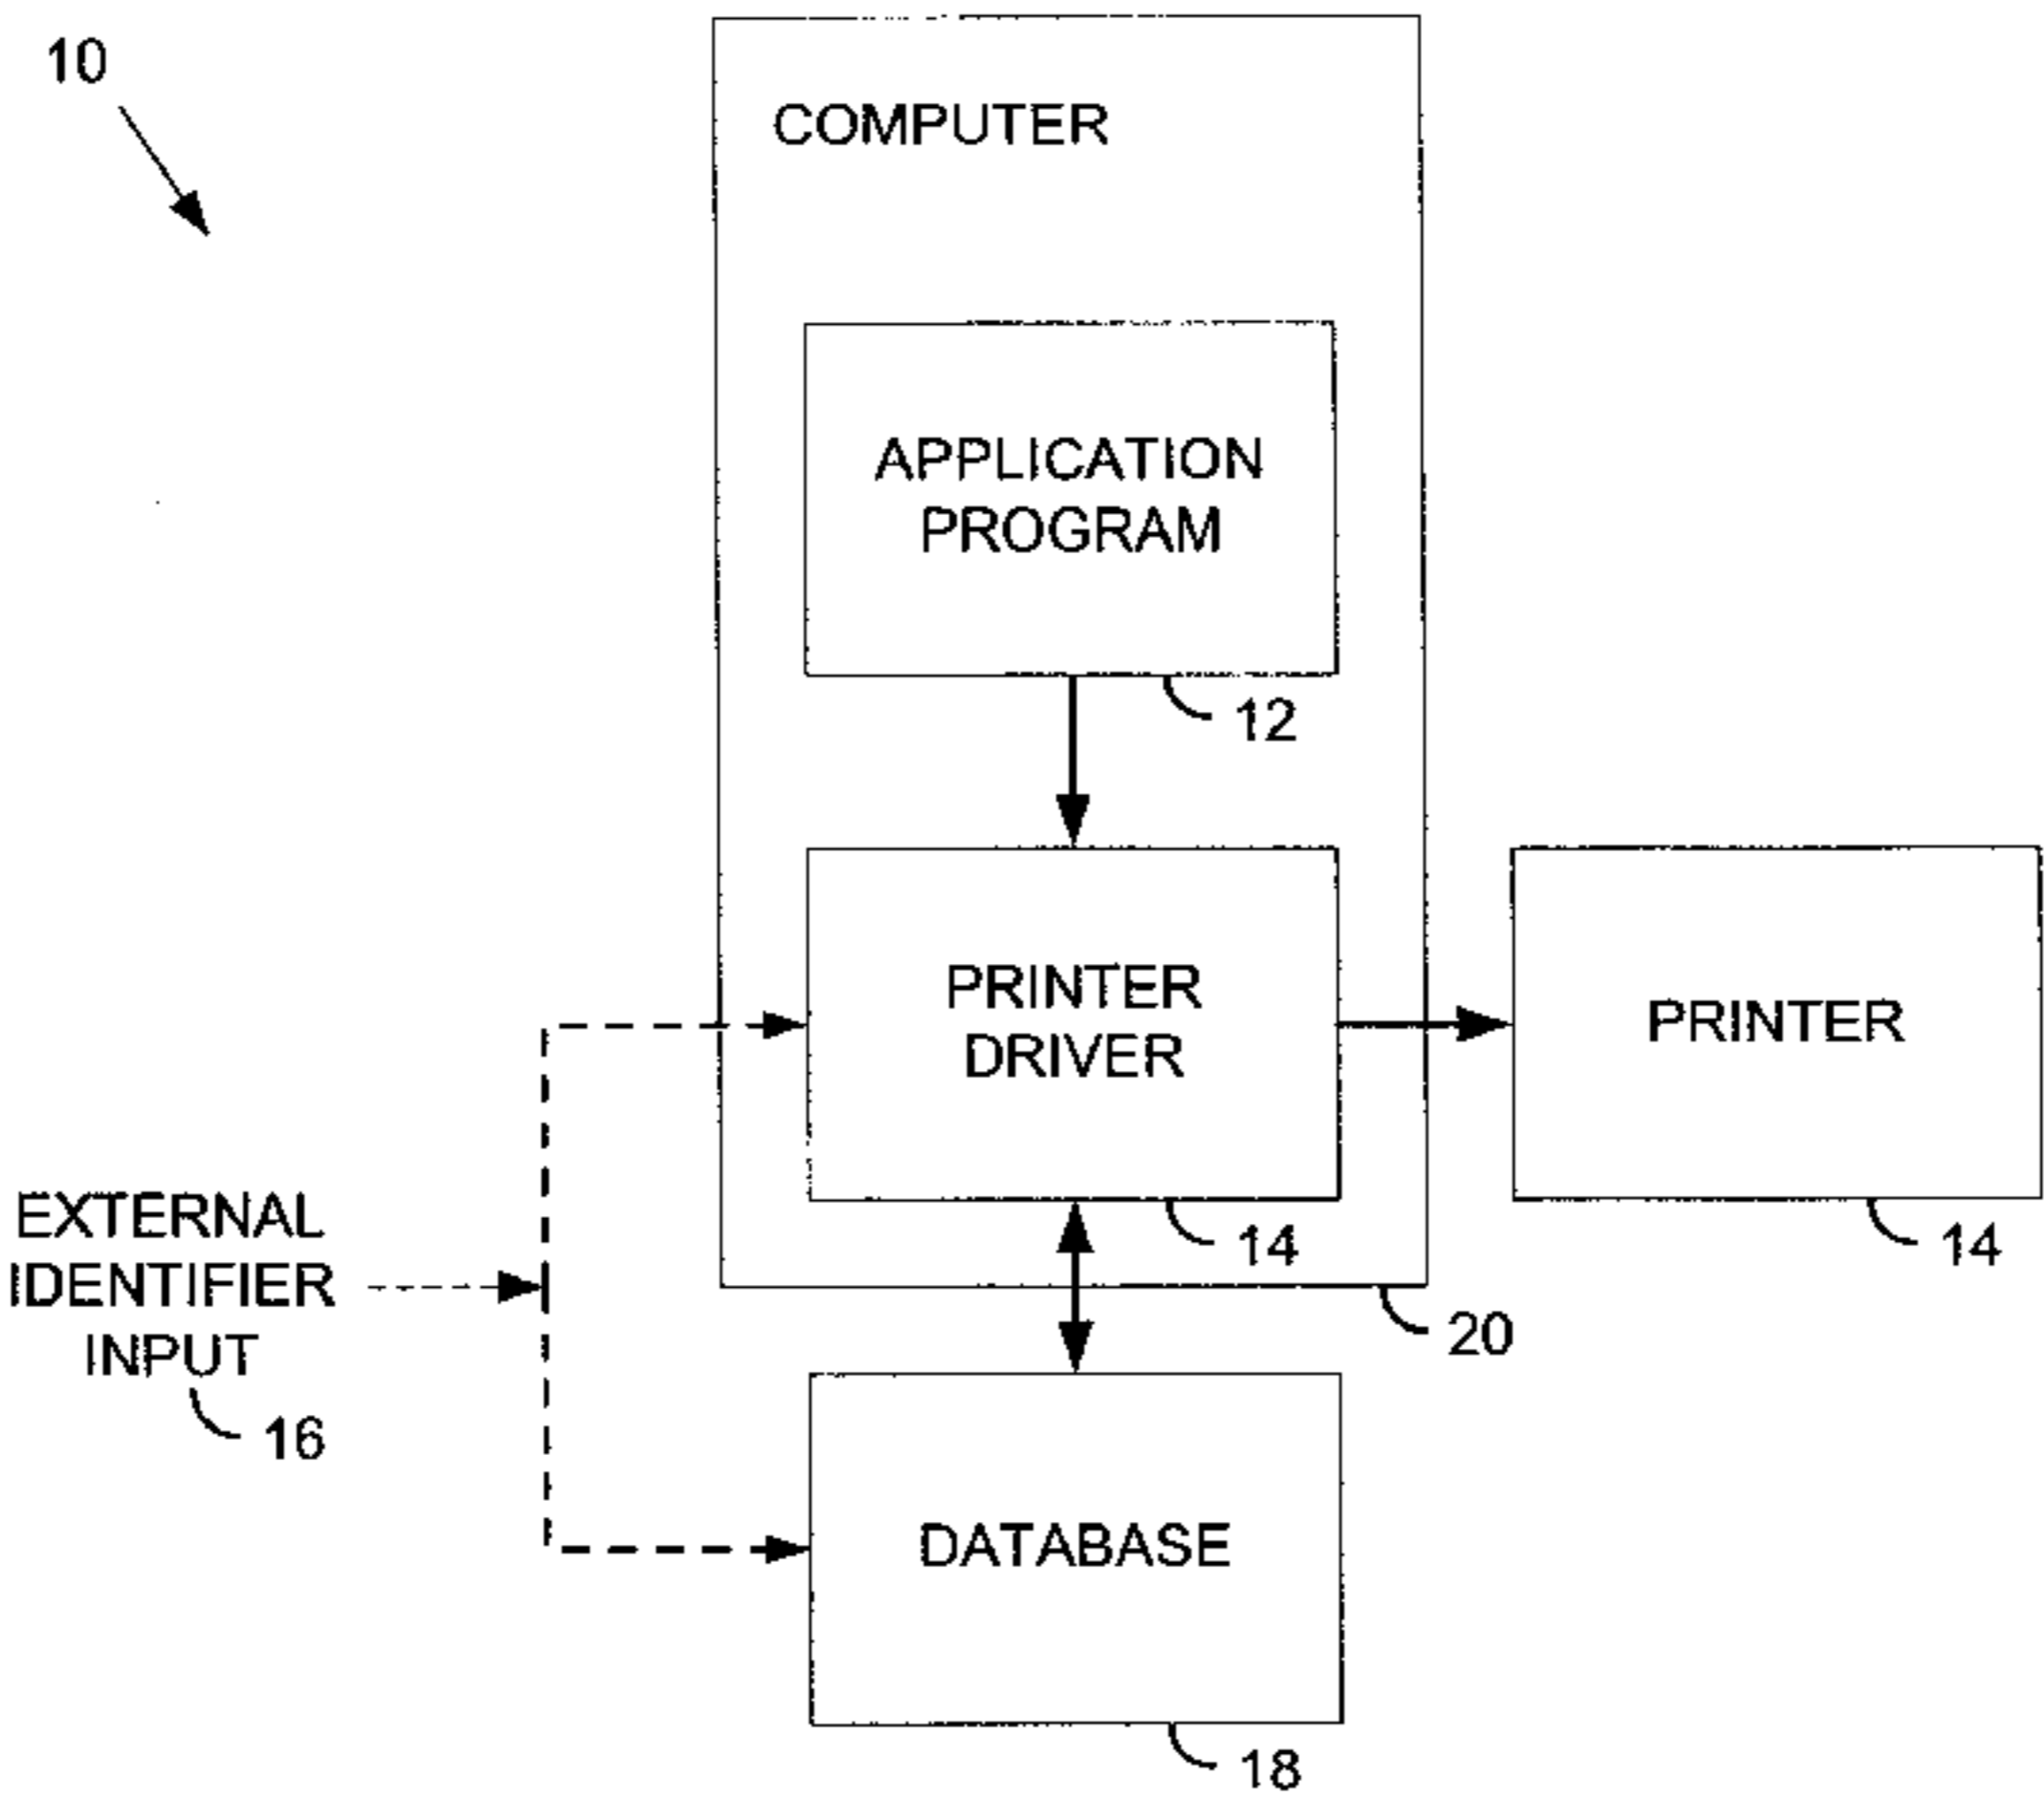 10
COMPUTER
APPLICATION
PROGRAM
12
PRINTER
DRIVER
14
PRINTER
14
20
EXTERNAL
IDENTIFIER
INPUT
16
DATABASE
18